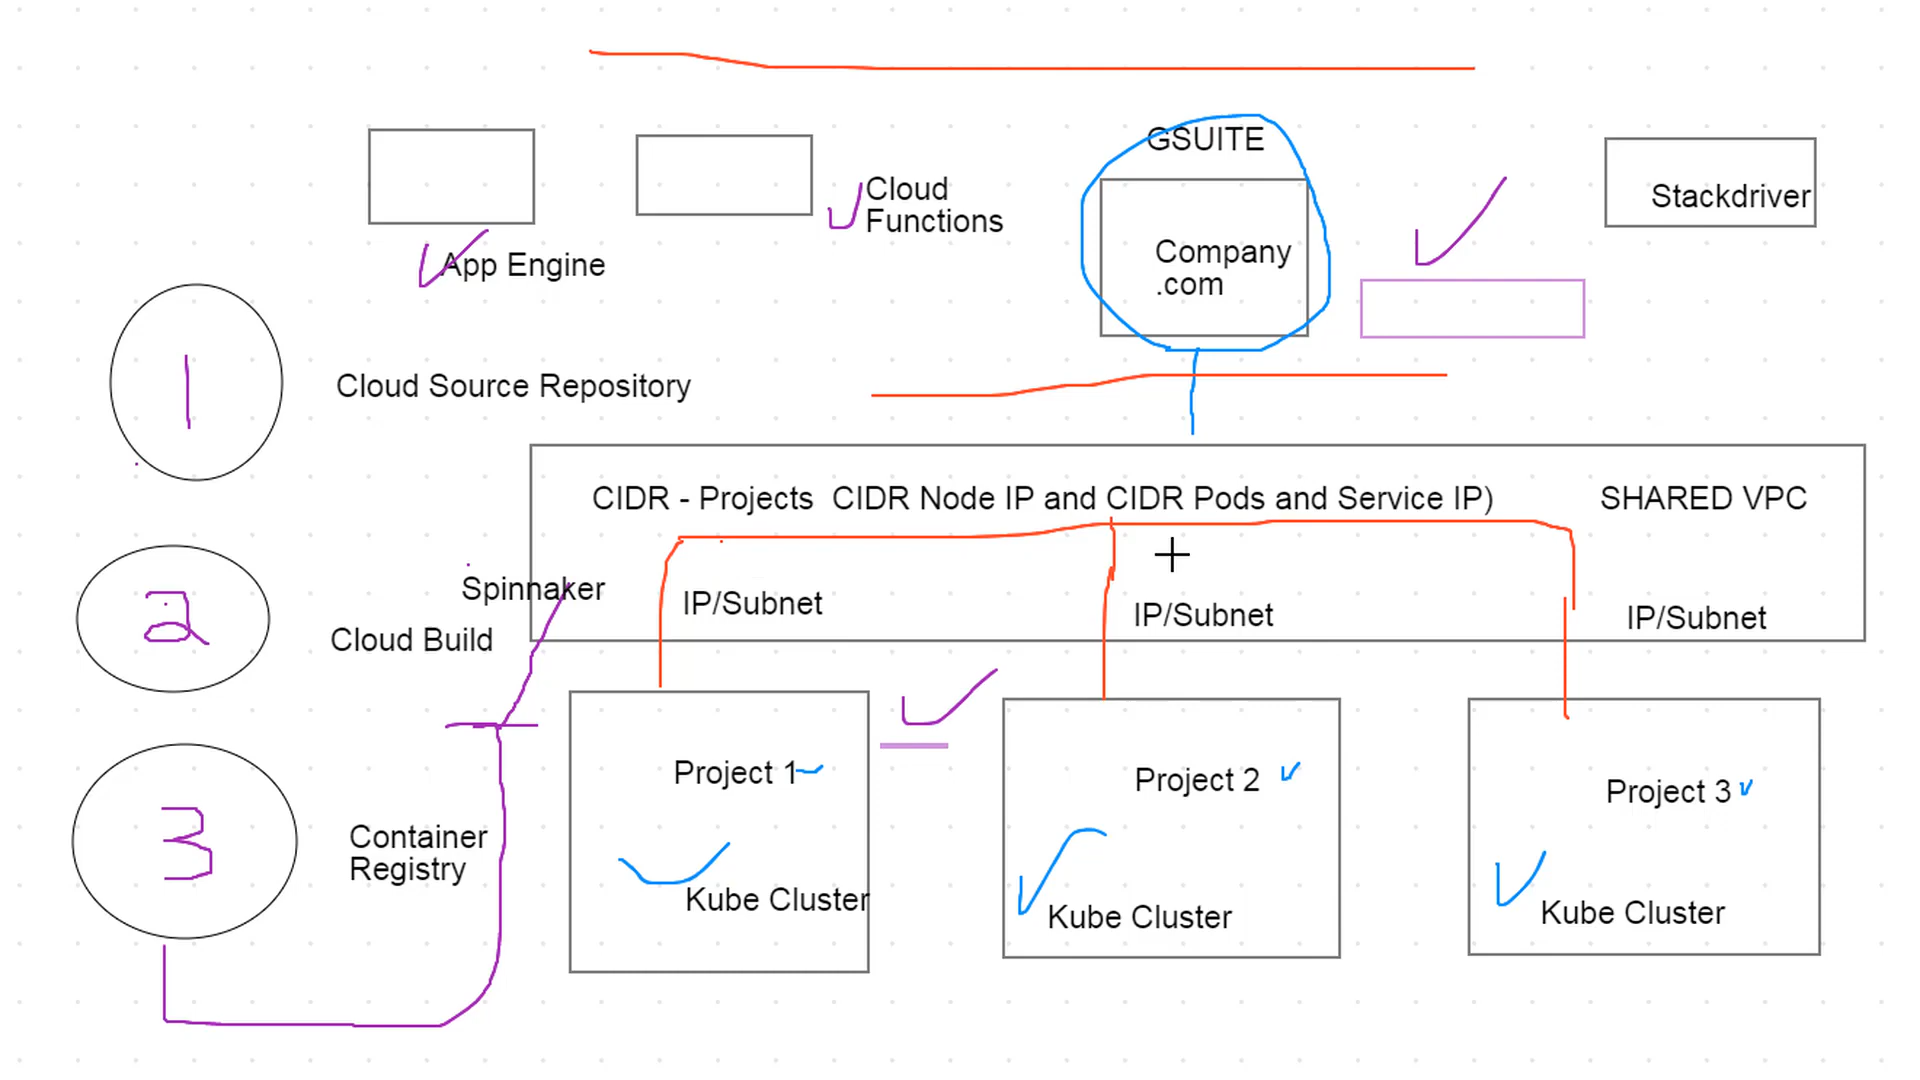 GSUITE
Cloud
Functions
Stackdriver
App Engine
Company
.com
1
Cloud Source Repository
CIDR - Projects  CIDR Node IP and CIDR Pods and Service IP)
SHARED VPC
2
Spinnaker
IP/Subnet
IP/Subnet
IP/Subnet
Cloud Build
Project 1
Project 2
Project 3
3
Container
Registry
Kube Cluster
Kube Cluster
Kube Cluster